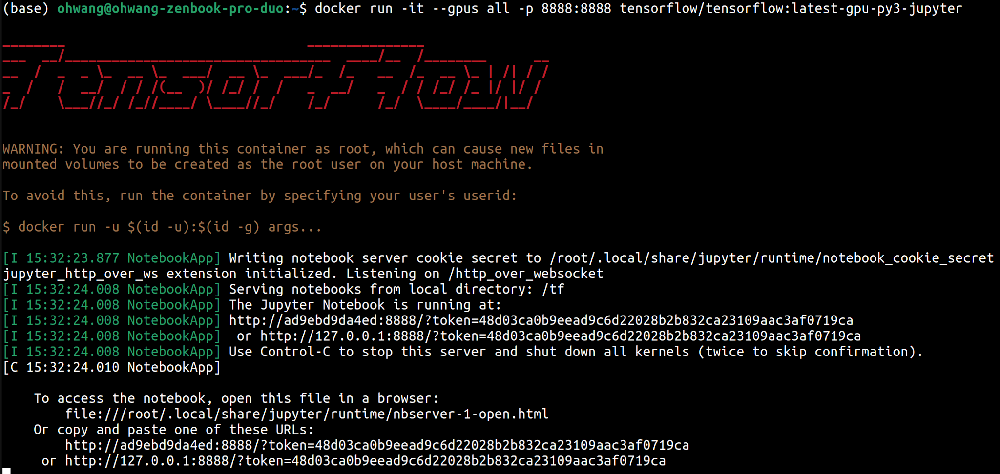 (base) ohwang@ohwang-zenbook-pro-duo:~$ docker run -it --gpus all -p 8888:8888 tensorflow/tensorflow:latest-gpu-py3-jupyter
________                               _______________
___  __/__________________________________  ____/__  /________      __
__  /  _  _ \_  __ \_  ___/  __ \_  ___/_  /_   __  /_  __ \_ | /| / /
_  /   /  __/  / / /(__  )/ /_/ /  /   _  __/   _  / / /_/ /_ |/ |/ /
/_/    \___//_/ /_//____/ \____//_/    /_/      /_/  \____/____/|__/
WARNING: You are running this container as root, which can cause new files in
mounted volumes to be created as the root user on your host machine.
To avoid this, run the container by specifying your user's userid:
$ docker run -u $(id -u):$(id -g) args...
[I 15:32:23.877 NotebookApp] Writing notebook server cookie secret to /root/.local/share/jupyter/runtime/notebook_cookie_secret
jupyter_http_over_ws extension initialized. Listening on /http_over_websocket
[I 15:32:24.008 NotebookApp] Serving notebooks from local directory: /tf
[I 15:32:24.008 NotebookApp] The Jupyter Notebook is running at:
[I 15:32:24.008 NotebookApp] http://ad9ebd9da4ed:8888/?token=48d03ca0b9eead9c6d22028b2b832ca23109aac3af0719ca
[I 15:32:24.008 NotebookApp]  or http://127.0.0.1:8888/?token=48d03ca0b9eead9c6d22028b2b832ca23109aac3af0719ca
[I 15:32:24.008 NotebookApp] Use Control-C to stop this server and shut down all kernels (twice to skip confirmation).
[C 15:32:24.010 NotebookApp]
    To access the notebook, open this file in a browser:
        file:///root/.local/share/jupyter/runtime/nbserver-1-open.html
    Or copy and paste one of these URLs:
        http://ad9ebd9da4ed:8888/?token=48d03ca0b9eead9c6d22028b2b832ca23109aac3af0719ca
     or http://127.0.0.1:8888/?token=48d03ca0b9eead9c6d22028b2b832ca23109aac3af0719ca